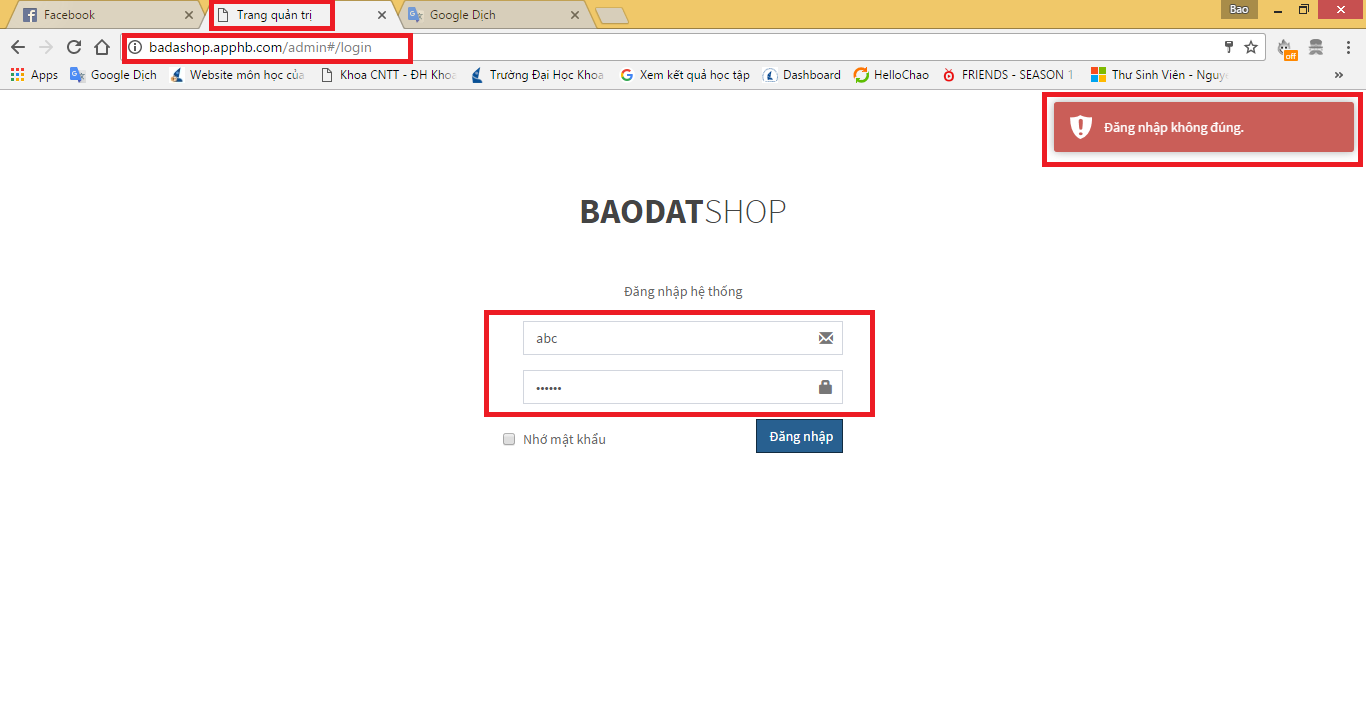 Facebook
Trang quản trị
Google Dịch
Bao
badashop.apphb.com/admin#/login
off
Apps
Google Dịch
Website môn học của
Khoa CNTT - ĐH Khoa
Trường Đại Học Khoa
Xem kết quả học tập
Dashboard
HelloChao
FRIENDS - SEASON 1
Thư Sinh Viên - Nguy
Đăng nhập không đúng.
BAODATSHOP
Đăng nhập hệ thống
abc
••••••
Nhớ mật khẩu
Đăng nhập